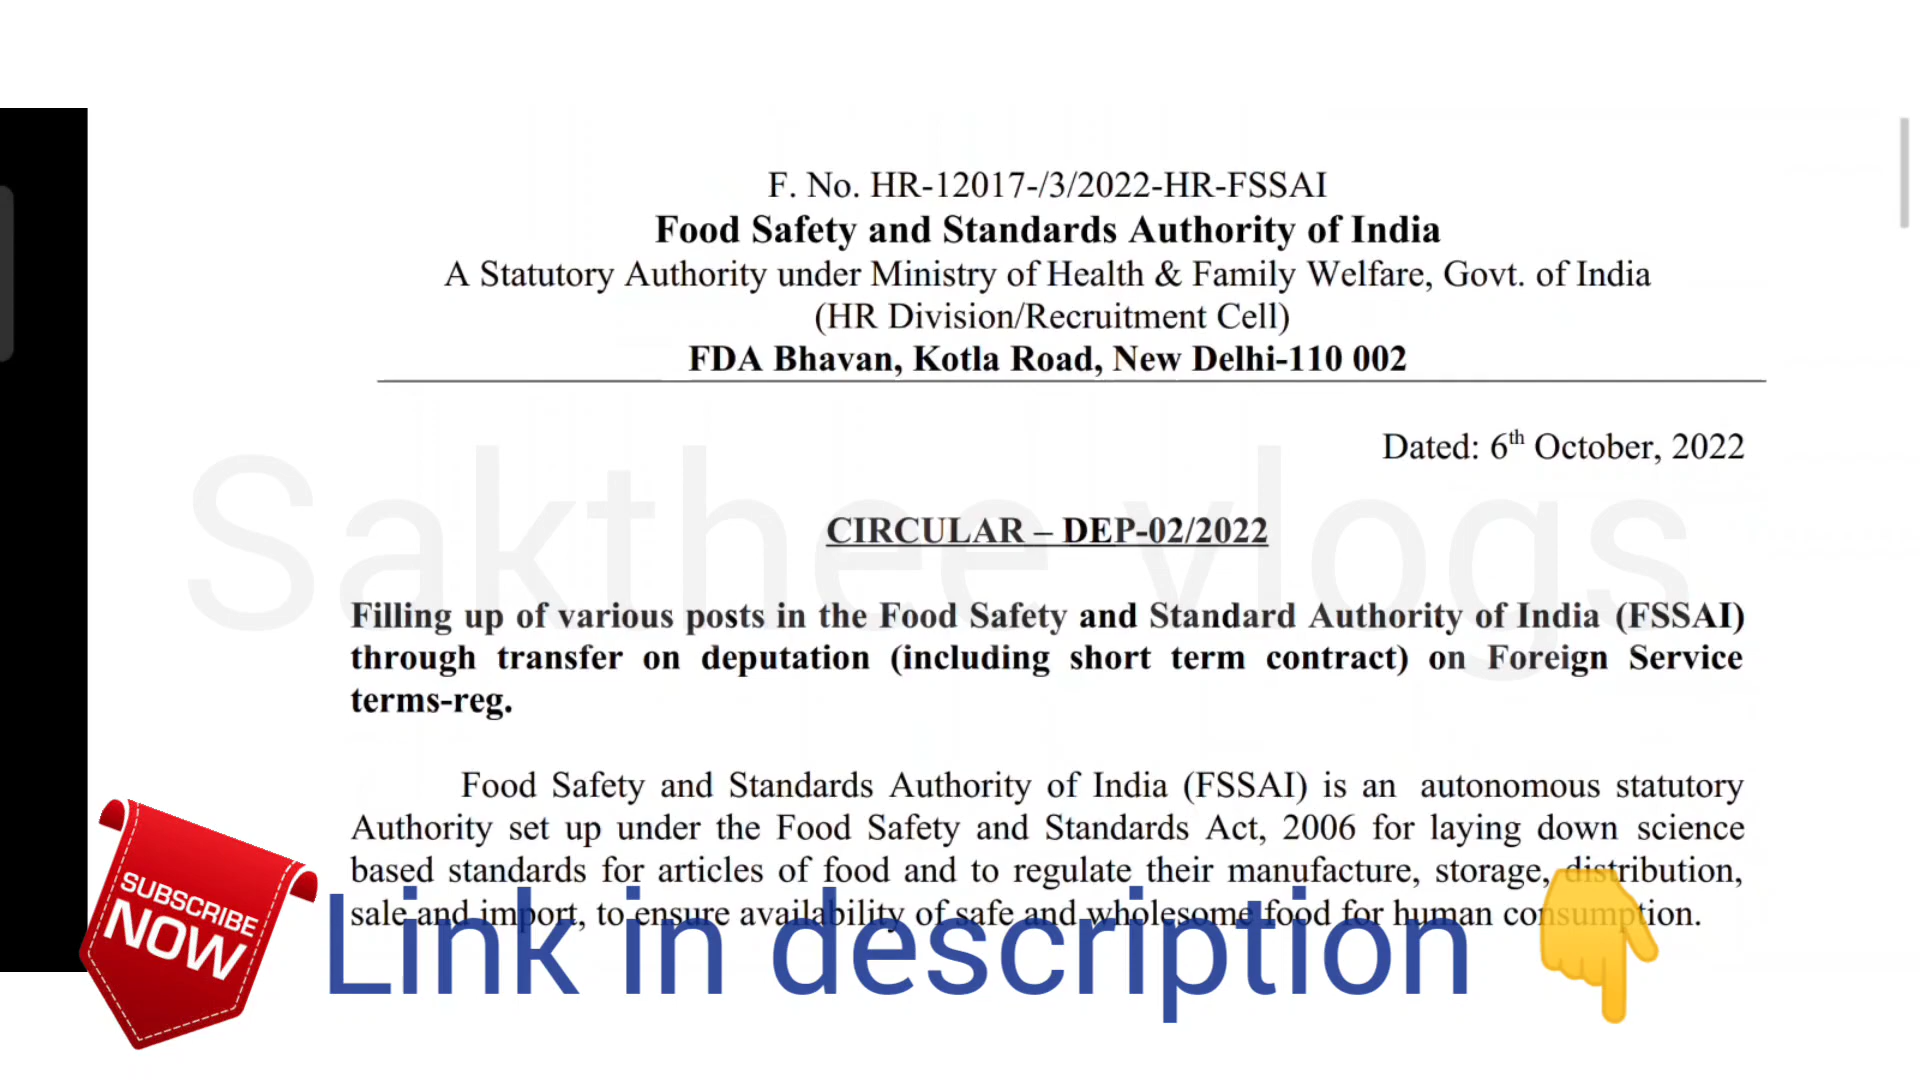 F. No. HR-12017-/3/2022-HR-FSSAI
Food Safety and Standards Authority of India
A Statutory Authority under Ministry of Health & Family Welfare, Govt. of India
(HR Division/Recruitment Cell)
FDA Bhavan, Kotla Road, New Delhi-110 002
Dated: 6th October, 2022
Sakthee vlogs
CIRCULAR – DEP-02/2022
Filling up of various posts in the Food Safety and Standard Authority of India (FSSAI)
through transfer on deputation (including short term contract) on Foreign Service
terms-reg.
Food Safety and Standards Authority of India (FSSAI) is an autonomous statutory
Authority set up under the Food Safety and Standards Act, 2006 for laying down science
based standards for articles of food and to regulate their manufacture, storage, distribution,
sale and import, to ensure availability of safe and wholesome food for human consumption.
SUBSCRIBE
NOW
Link in description